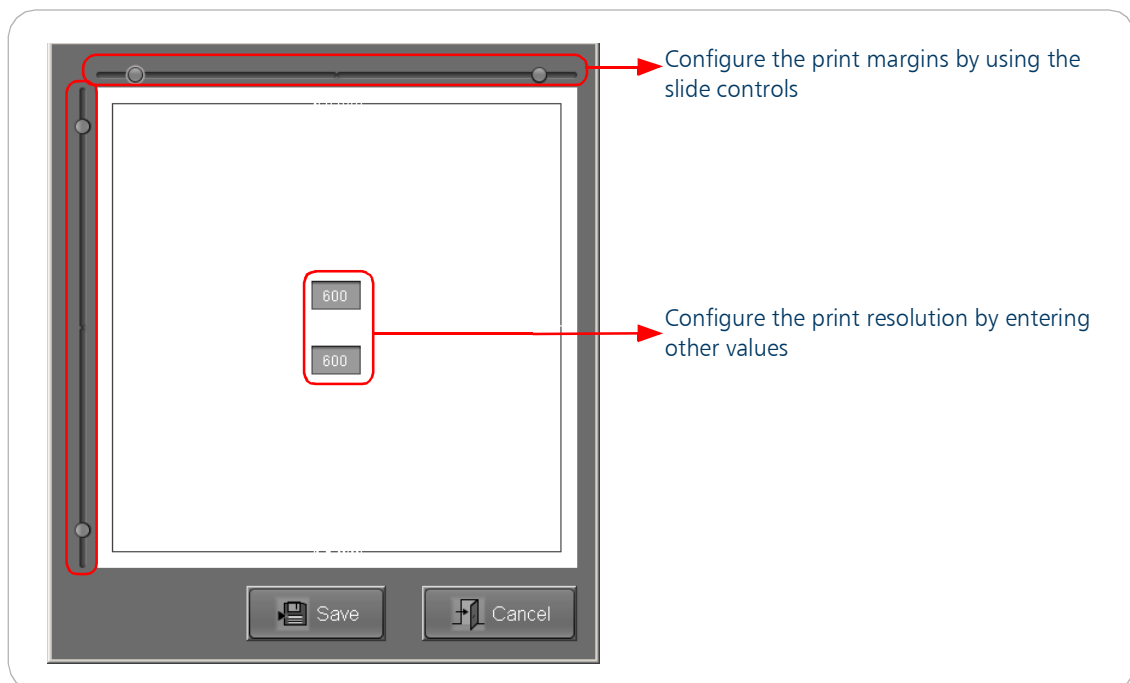 Configure the print margins by using the
slide controls
600
Configure the print resolution by entering
other values
600
Save
Cancel